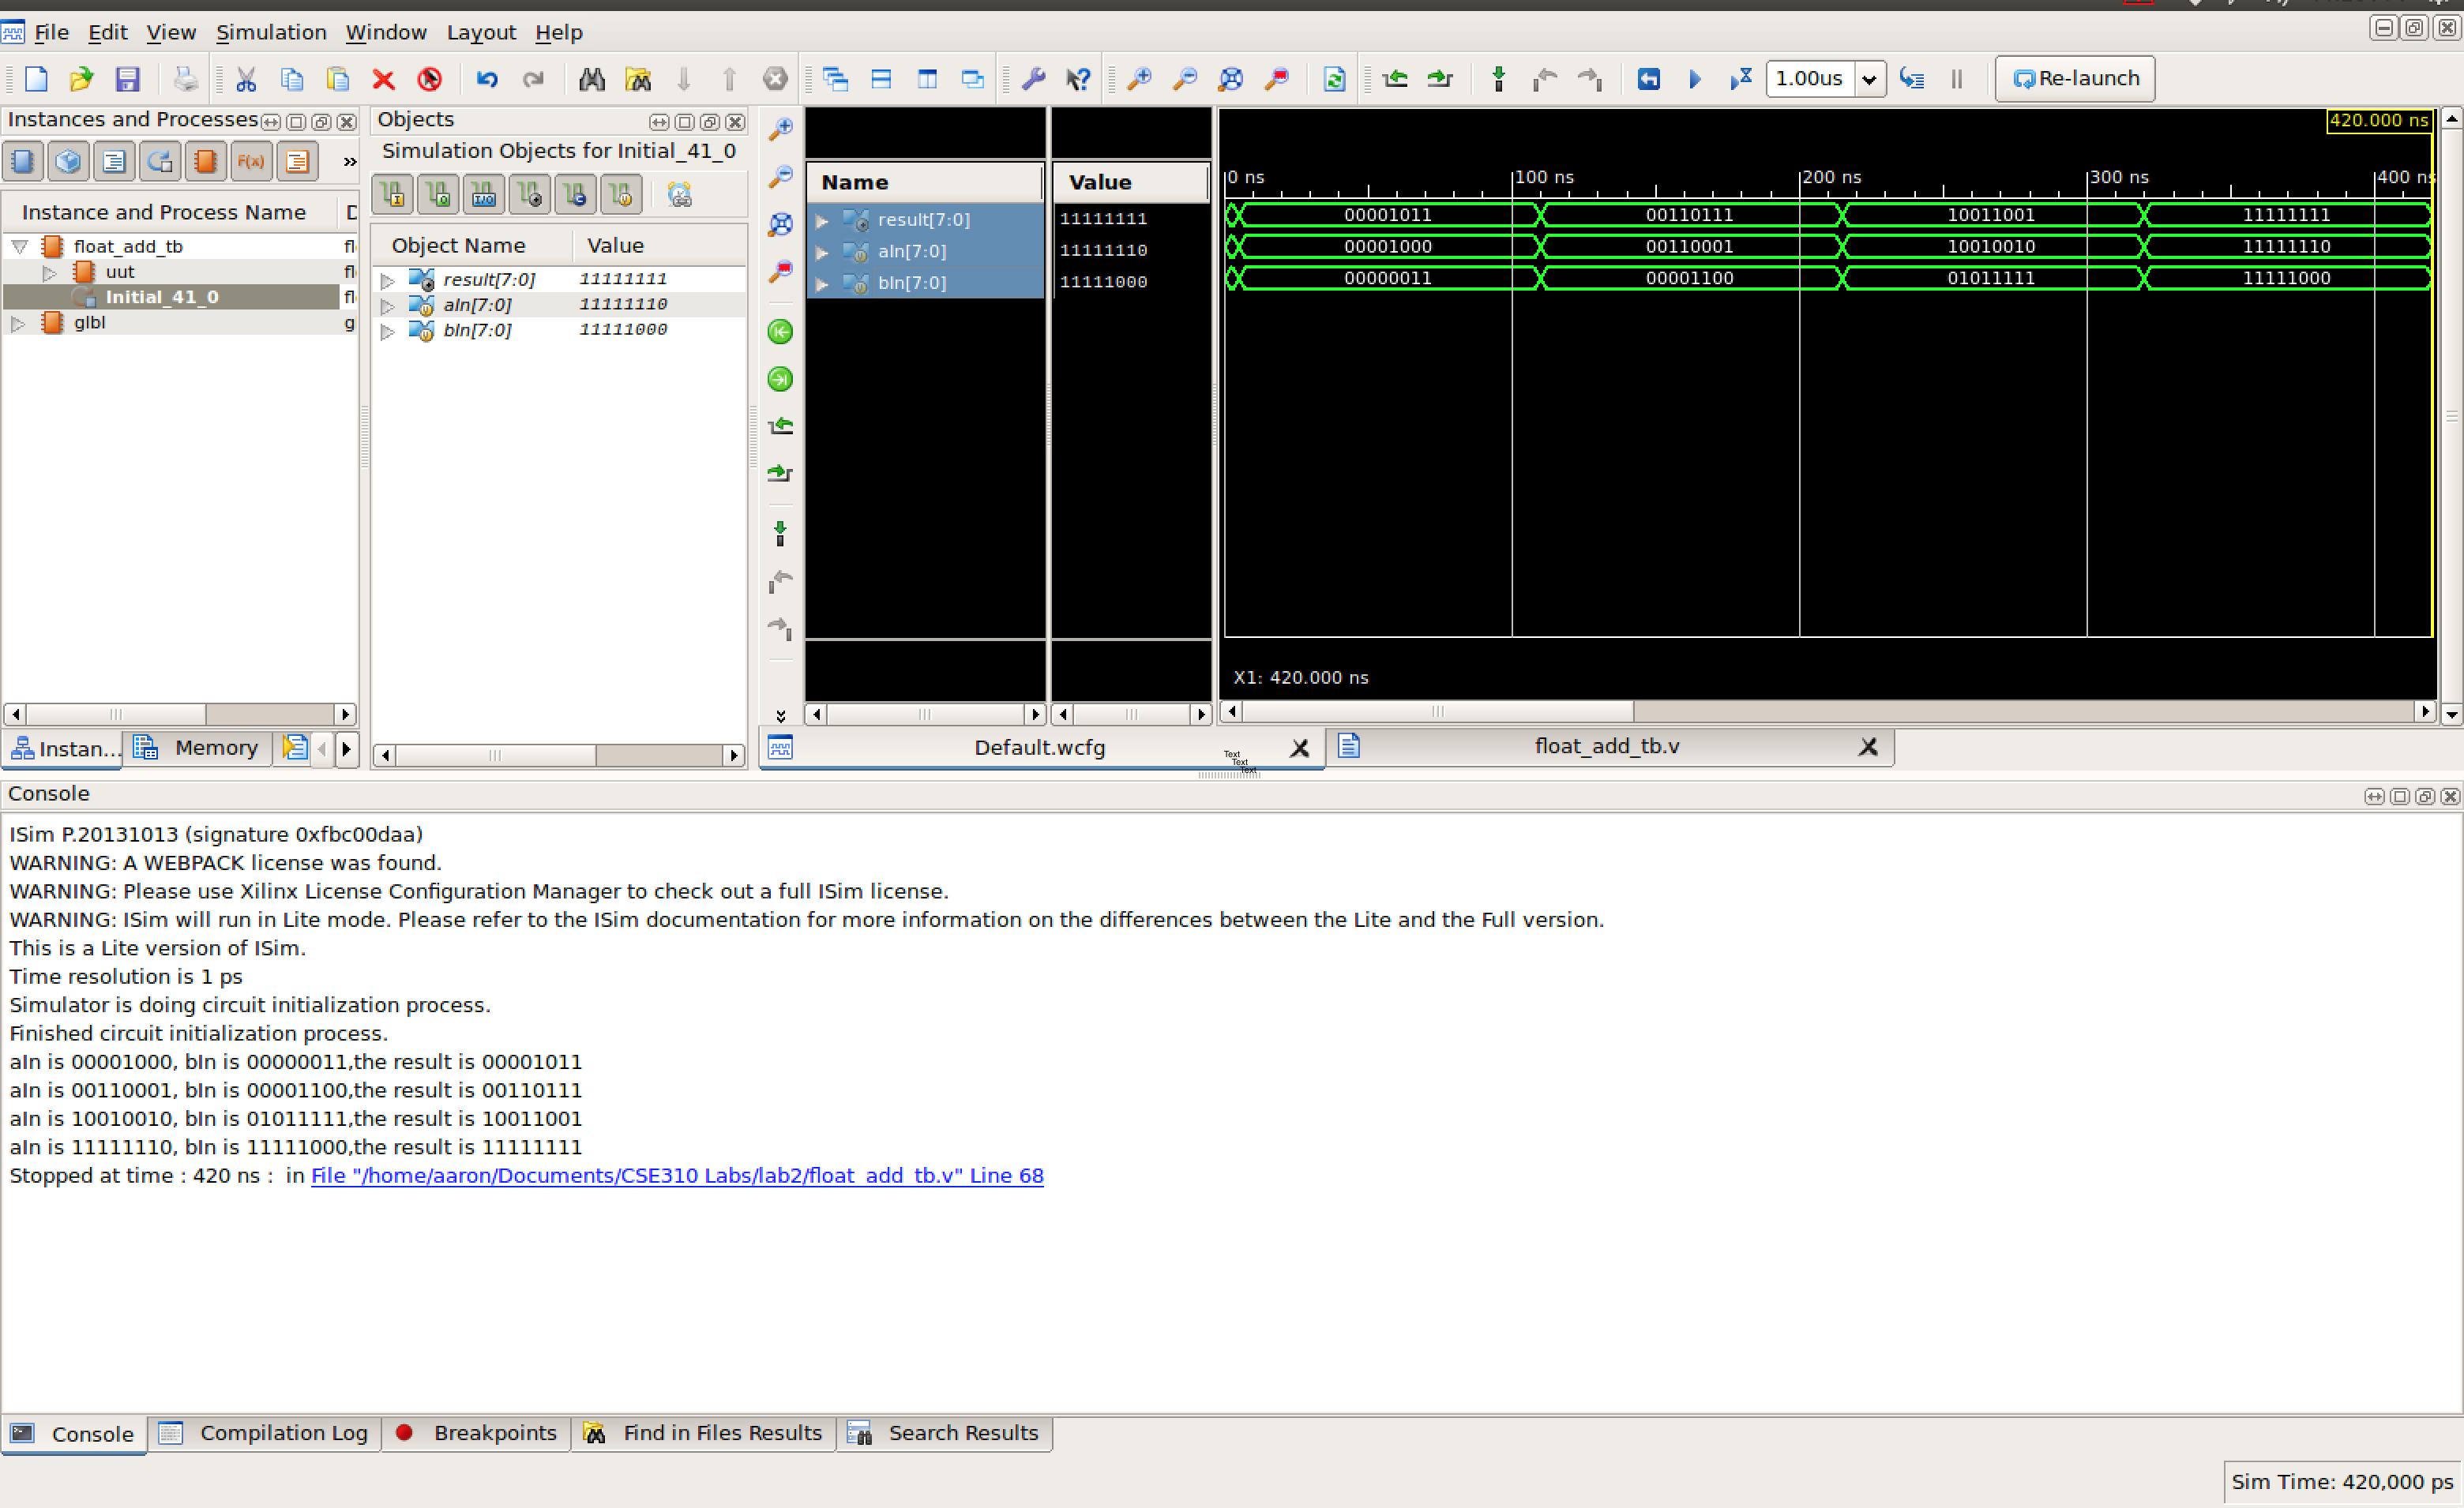 File Edit View Simulation Window Layout Help
1.00us Re-launch
Instances and Processes
F(x)
»
Instance and Process Name D
float_add_tb fl
uut fl
Initial_41_0 fl
glbl g
Instan... Memory
Objects
Simulation Objects for Initial_41_0
I O I/O C
Object Name Value
result[7:0] 11111111
aIn[7:0] 11111110
bIn[7:0] 11111000
Name Value
result[7:0] 11111111
aIn[7:0] 11111110
bIn[7:0] 11111000
420.000 ns
0 ns 100 ns 200 ns 300 ns 400 ns
00001011 00110111 10011001 11111111
00001000 00110001 10010010 11111110
00000011 00001100 01011111 11111000
X1: 420.000 ns
Default.wcfg float_add_tb.v
Text
Text
Text
Console
ISim P.20131013 (signature 0xfbc00daa)
WARNING: A WEBPACK license was found.
WARNING: Please use Xilinx License Configuration Manager to check out a full ISim license.
WARNING: ISim will run in Lite mode. Please refer to the ISim documentation for more information on the differences between the Lite and the Full version.
This is a Lite version of ISim.
Time resolution is 1 ps
Simulator is doing circuit initialization process.
Finished circuit initialization process.
aIn is 00001000, bIn is 00000011,the result is 00001011
aIn is 00110001, bIn is 00001100,the result is 00110111
aIn is 10010010, bIn is 01011111,the result is 10011001
aIn is 11111110, bIn is 11111000,the result is 11111111
Stopped at time : 420 ns : in File "/home/aaron/Documents/CSE310 Labs/lab2/float_add_tb.v" Line 68
Console Compilation Log Breakpoints Find in Files Results Search Results
Sim Time: 420,000 ps